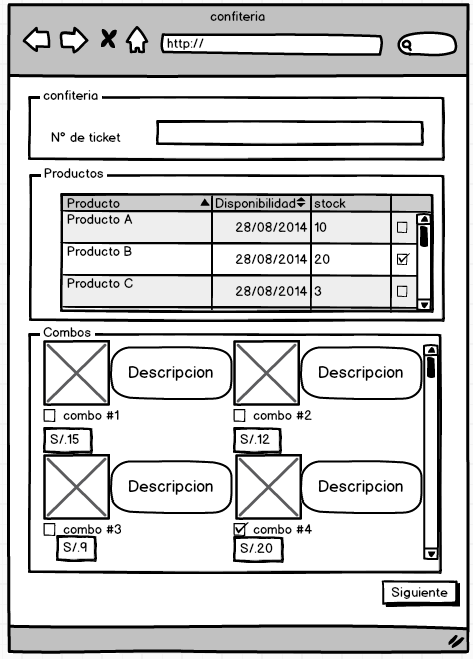 confiteria
http://
confiteria
N° de ticket
Productos
Producto Disponibilidad stock
Producto A 28/08/2014 10
Producto B 28/08/2014 20
Producto C 28/08/2014 3
Combos
Descripcion Descripcion
combo #1 combo #2
S/.15 S/.12
Descripcion Descripcion
combo #3 combo #4
S/.9 S/.20
Siguiente